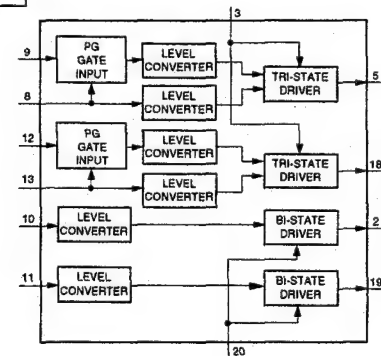 3
9
PG
GATE
INPUT
LEVEL
CONVERTER
TRI-STATE
DRIVER
5
8
LEVEL
CONVERTER
12
PG
GATE
INPUT
LEVEL
CONVERTER
TRI-STATE
DRIVER
18
13
LEVEL
CONVERTER
10
LEVEL
CONVERTER
BI-STATE
DRIVER
2
11
LEVEL
CONVERTER
BI-STATE
DRIVER
19
20